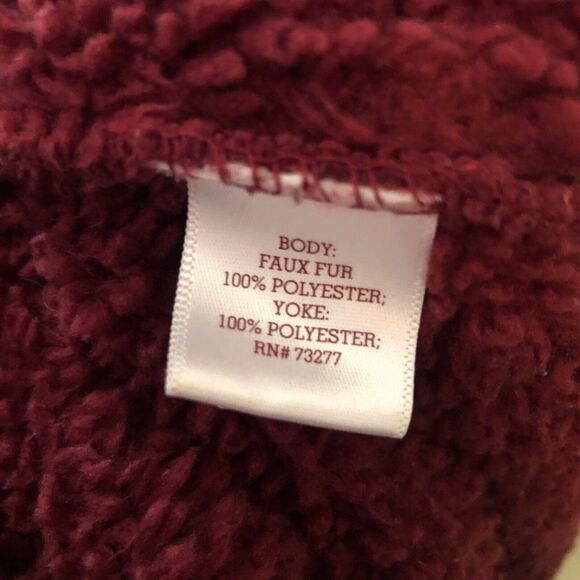 BODY:
FAUX FUR
100% POLYESTER;
YOKE:
100% POLYESTER;
RN# 73277